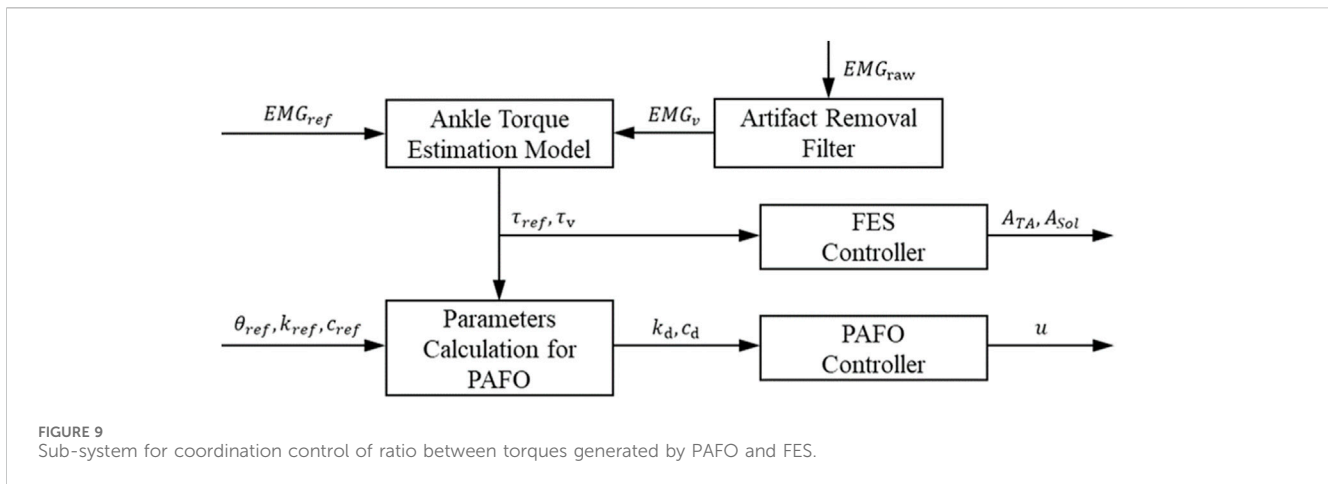 EMG_raw
EMG_ref
Ankle Torque
Estimation Model
EMG_v
Artifact Removal
Filter
τ_ref, τ_v
FES
Controller
A_TA, A_Sol
θ_ref, k_ref, c_ref
Parameters
Calculation for
PAFO
k_d, c_d
PAFO
Controller
u
FIGURE 9
Sub-system for coordination control of ratio between torques generated by PAFO and FES.